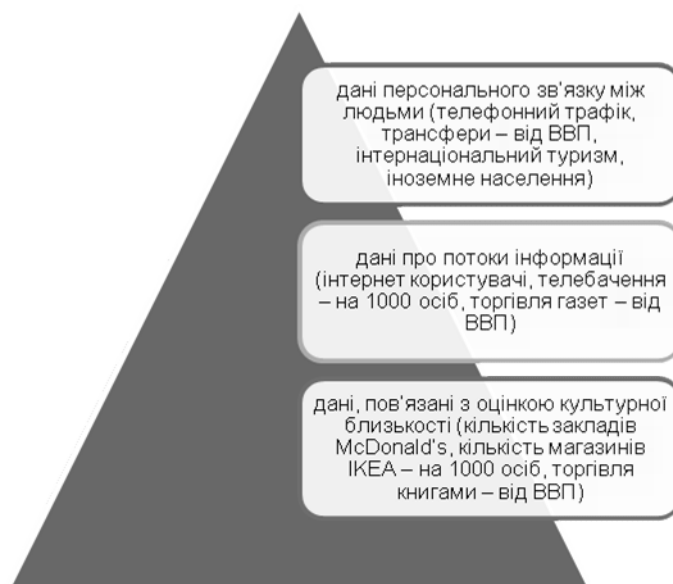 дані персонального зв'язку між
людьми (телефонний трафік,
трансфери – від ВВП,
інтернаціональний туризм,
іноземне населення)
дані про потоки інформації
(інтернет користувачі, телебачення
– на 1000 осіб, торгівля газет – від
ВВП)
дані, пов'язані з оцінкою культурної
близькості (кількість закладів
McDonald's, кількість магазинів
IKEA – на 1000 осіб, торгівля
книгами – від ВВП)